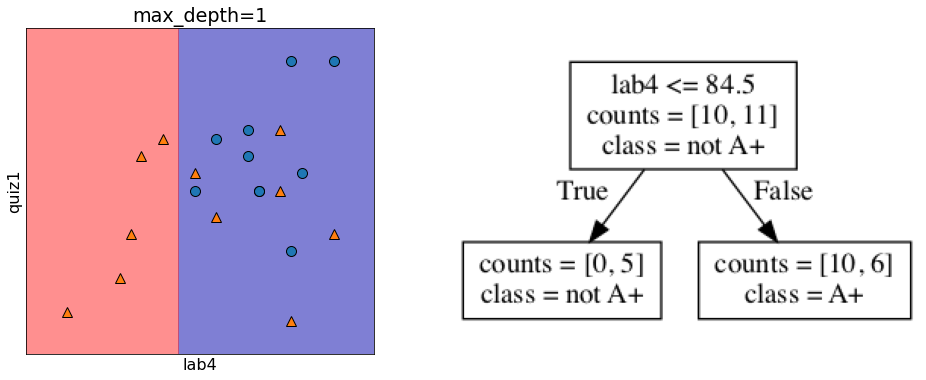 max_depth=1
quiz1
lab4
lab4 <= 84.5
counts = [10, 11]
class = not A+
True
False
counts = [0, 5]
class = not A+
counts = [10, 6]
class = A+